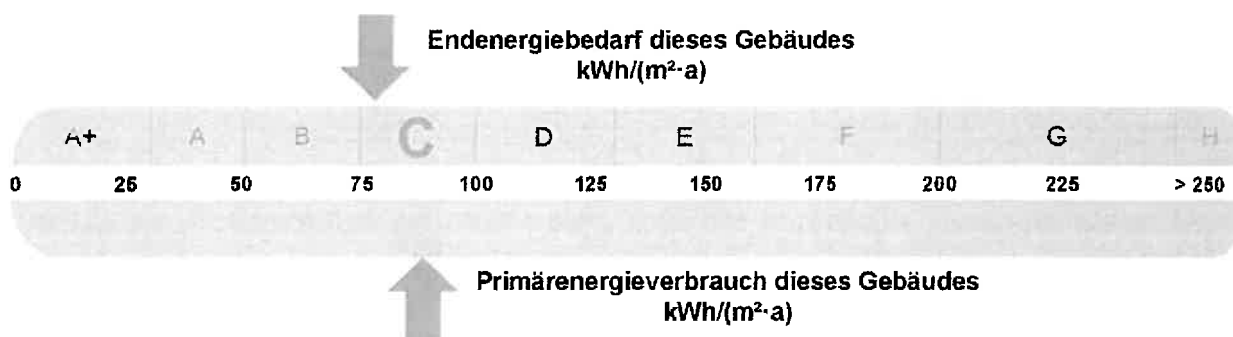 Endenergiebedarf dieses Gebäudes
kWh/(m²·a)
A+ A B C D E F G H
0 25 50 75 100 125 150 175 200 225 > 250
Primärenergieverbrauch dieses Gebäudes
kWh/(m²·a)